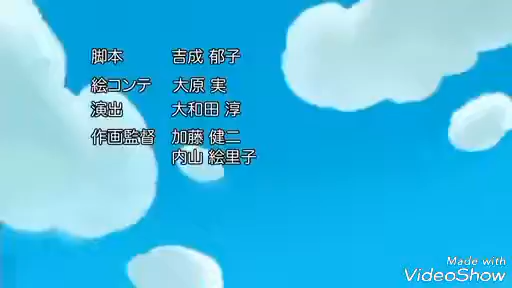 脚本 吉成 郁子
絵コンテ 大原 実
演出 大和田 淳
作画監督 加藤 健二
内山 絵里子
Made with
VideoShow